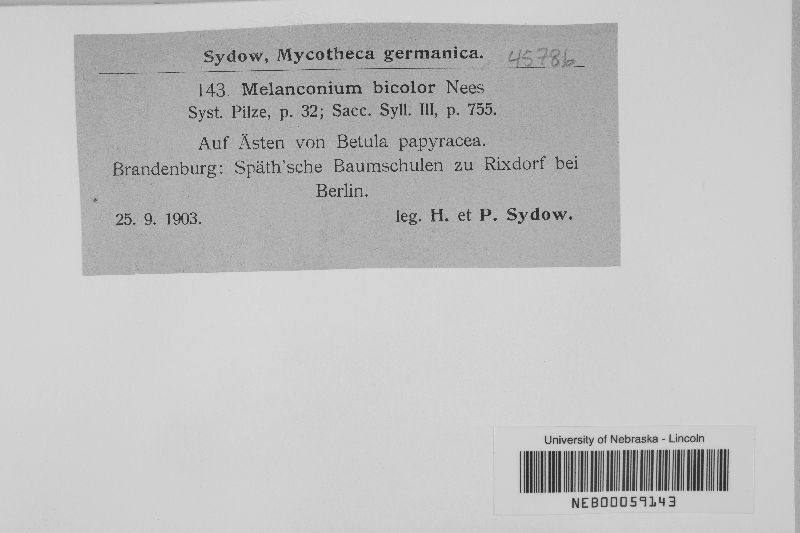 Sydow, Mycotheca germanica. 45786
143. Melanconium bicolor Nees
Syst. Pilze, p. 32; Sacc. Syll. III, p. 755.
Auf Ästen von Betula papyracea.
Brandenburg: Späth'sche Baumschulen zu Rixdorf bei
Berlin.
25. 9. 1903. leg. H. et P. Sydow.
University of Nebraska - Lincoln
NEB00059143